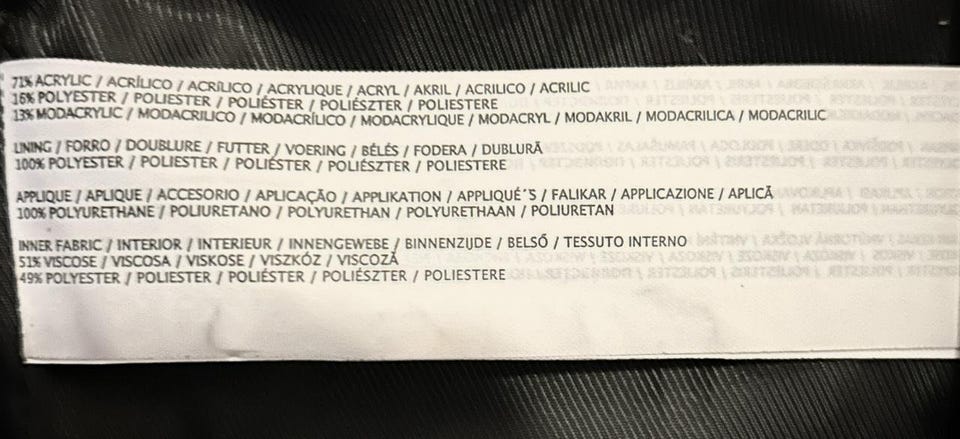 71% ACRYLIC / ACRÍLICO / ACRÍLICO / ACRYLIQUE / ACRYL / AKRIL / ACRILICO / ACRILIC
16% POLYESTER / POLIESTER / POLIÉSTER / POLIÉSZTER / POLIESTERE
13% MODACRYLIC / MODACRILICO / MODACRÍLICO / MODACRYLIQUE / MODACRYL / MODAKRIL / MODACRILICA / MODACRILIC
LINING / FORRO / DOUBLURE / FUTTER / VOERING / BÉLÉS / FODERA / DUBLURĂ
100% POLYESTER / POLIESTER / POLIÉSTER / POLIÉSZTER / POLIESTERE
APPLIQUE / APLIQUE / ACCESORIO / APLICAÇÃO / APPLIKATION / APPLIQUÉ´S / FALIKAR / APPLICAZIONE / APLICĂ
100% POLYURETHANE / POLIURETANO / POLYURETHAN / POLYURETHAAN / POLIURETAN
INNER FABRIC / INTERIOR / INTERIEUR / INNENGEWEBE / BINNENZIJDE / BELSŐ / TESSUTO INTERNO
51% VISCOSE / VISCOSA / VISKOSE / VISZKÓZ / VISCOZĂ
49% POLYESTER / POLIESTER / POLIÉSTER / POLIÉSZTER / POLIESTERE